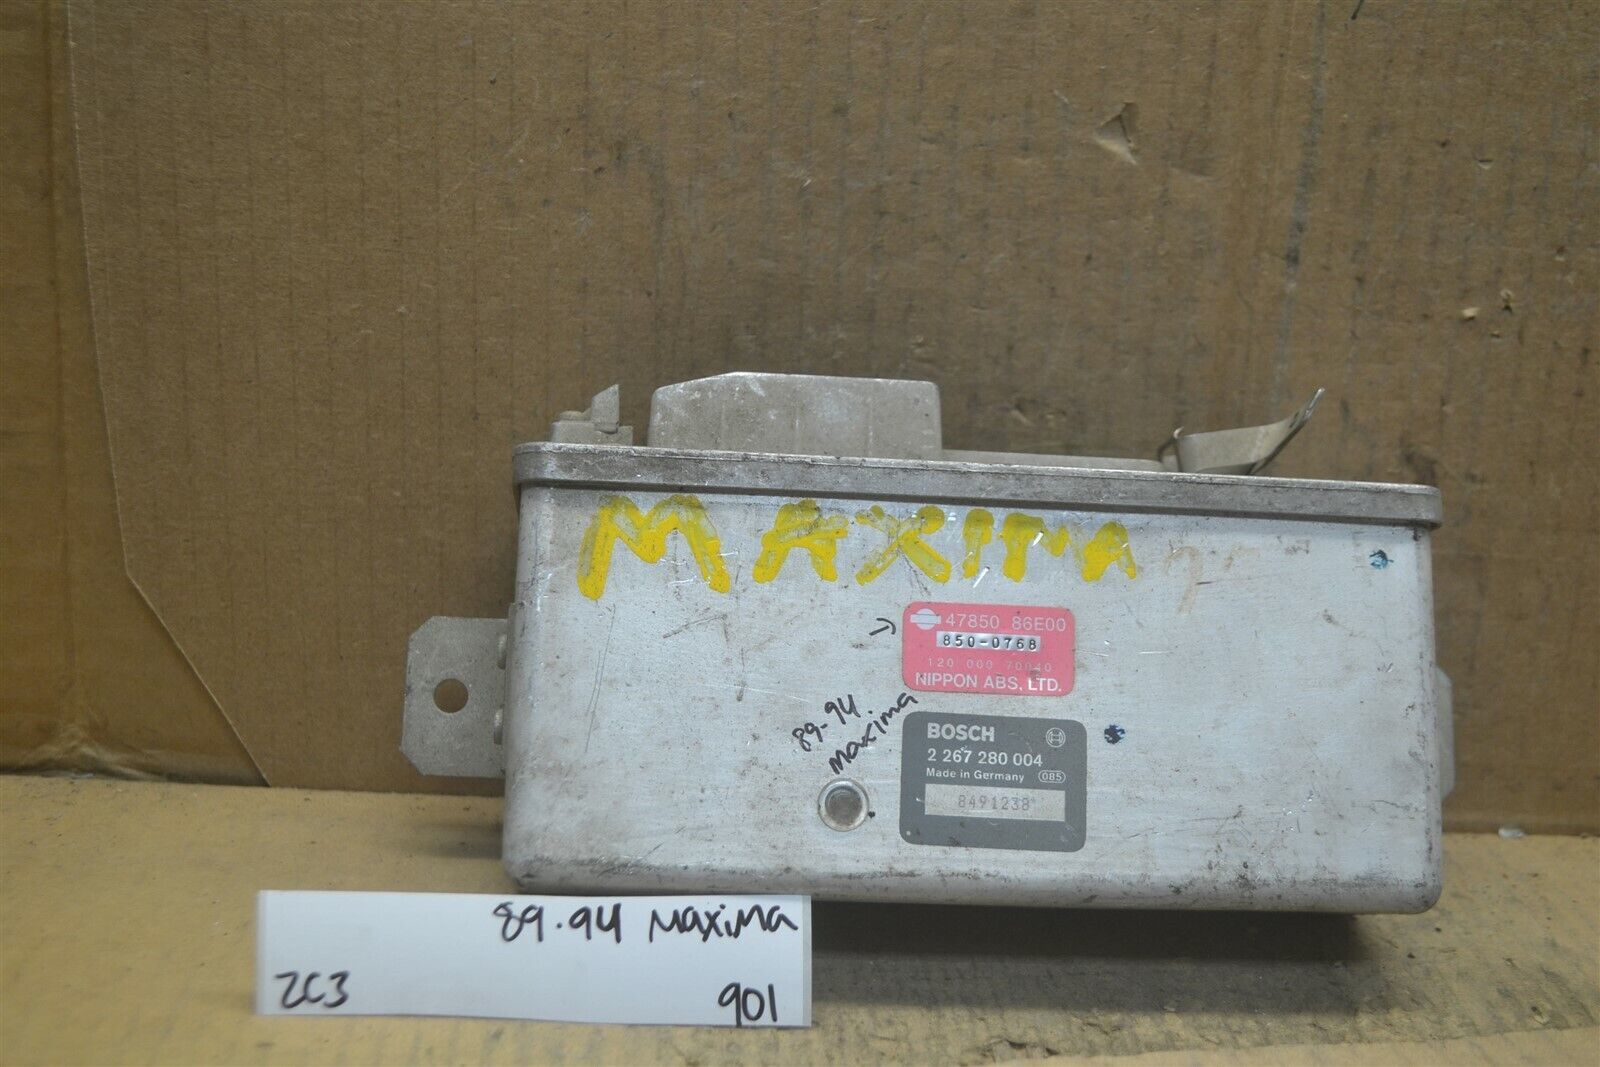 MAXIMA
47850 86E00
850-0768
120 000 70040
NIPPON ABS, LTD.
89-94.
Maxima
BOSCH
2 267 280 004
Made in Germany 085
8491238
89.94 Maxima
2C3
901